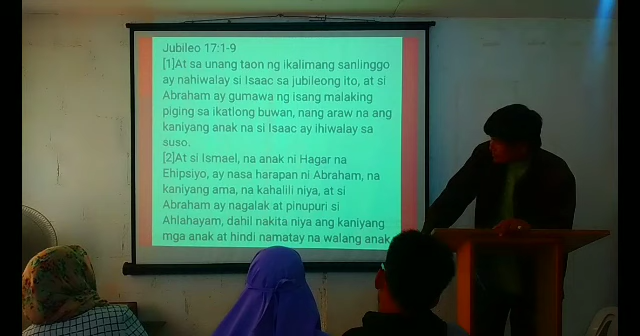 Jubileo 17:1-9
[1]At sa unang taon ng ikalimang sanlinggo
ay nahiwalay si Isaac sa jubileong ito, at si
Abraham ay gumawa ng isang malaking
piging sa ikatlong buwan, nang araw na ang
kaniyang anak na si Isaac ay ihiwalay sa
suso.
[2]At si Ismael, na anak ni Hagar na
Ehipsiyo, ay nasa harapan ni Abraham, na
kaniyang ama, na kahalili niya, at si
Abraham ay nagalak at pinupuri si
Ahlahayam, dahil nakita niya ang kaniyang
mga anak at hindi namatay na walang anak